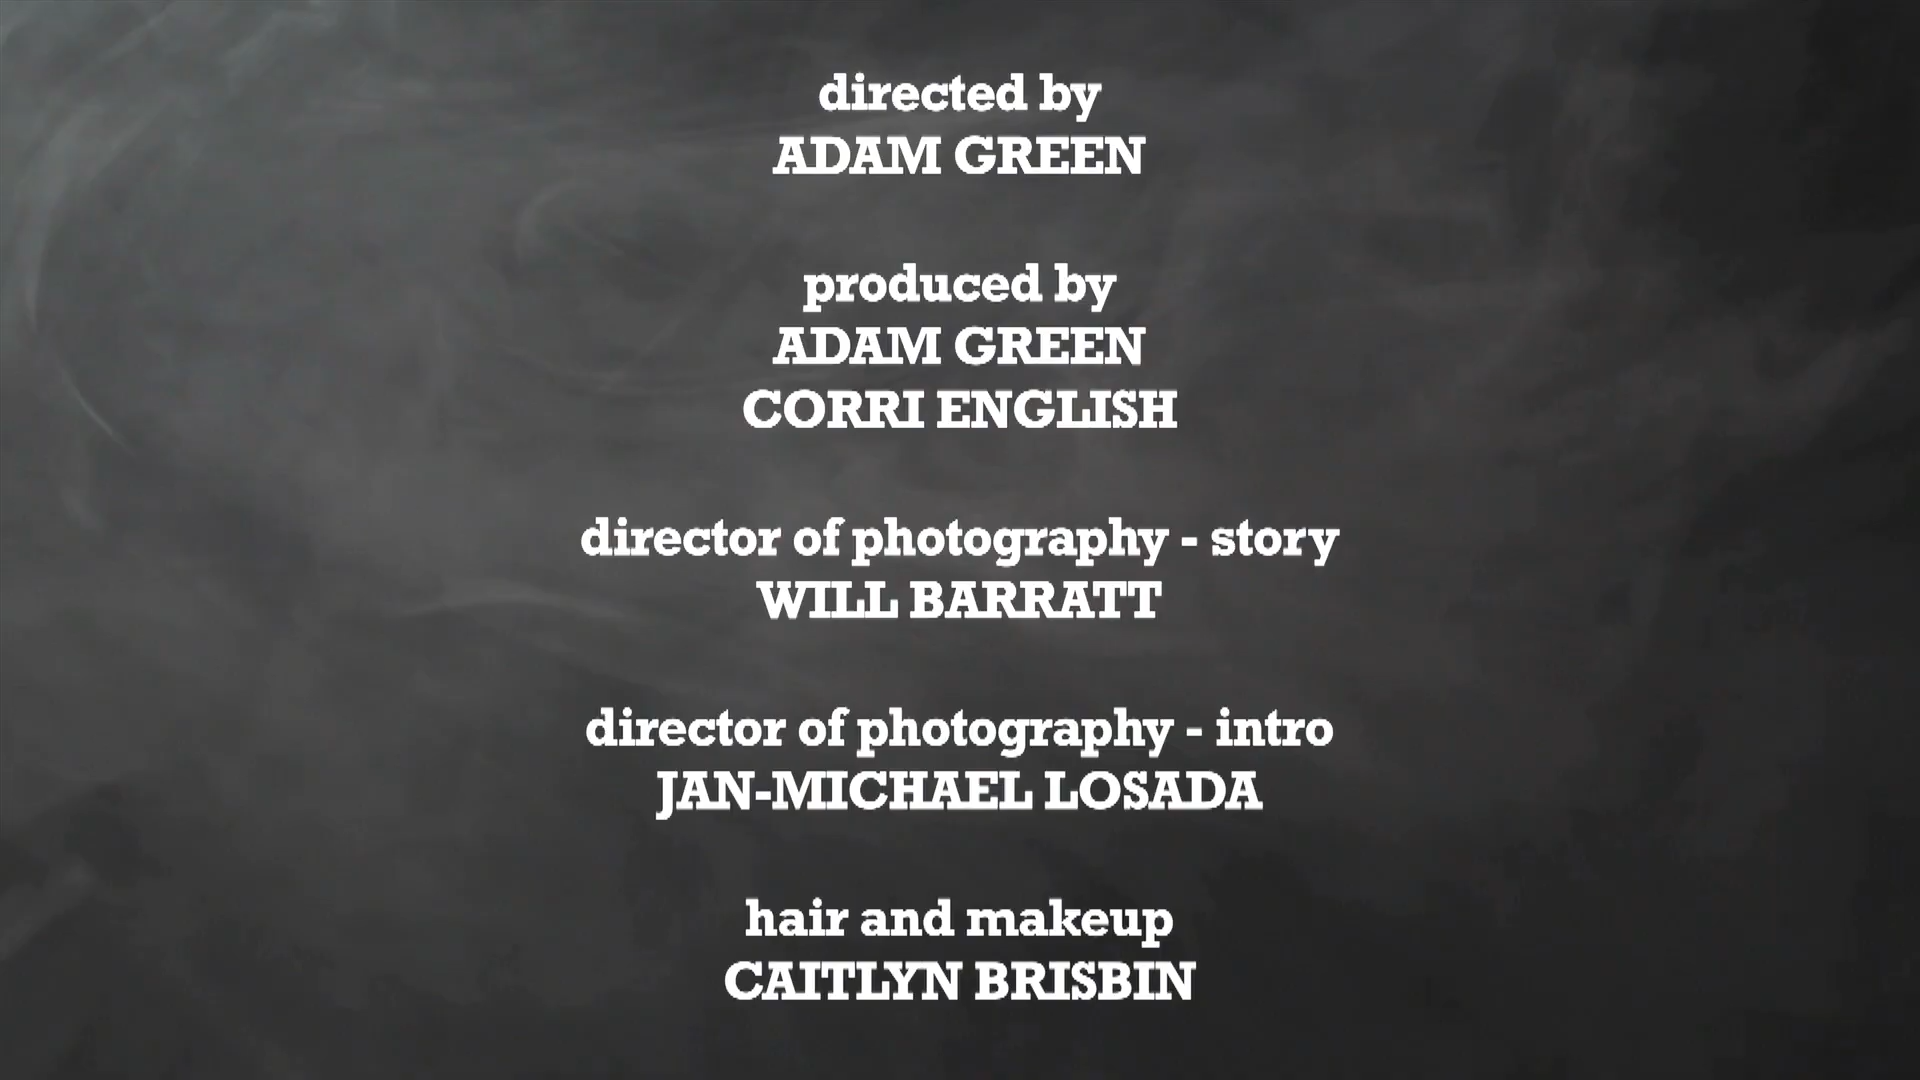 directed by
ADAM GREEN
produced by
ADAM GREEN
CORRI ENGLISH
director of photography - story
WILL BARRATT
director of photography - intro
JAN-MICHAEL LOSADA
hair and makeup
CAITLYN BRISBIN